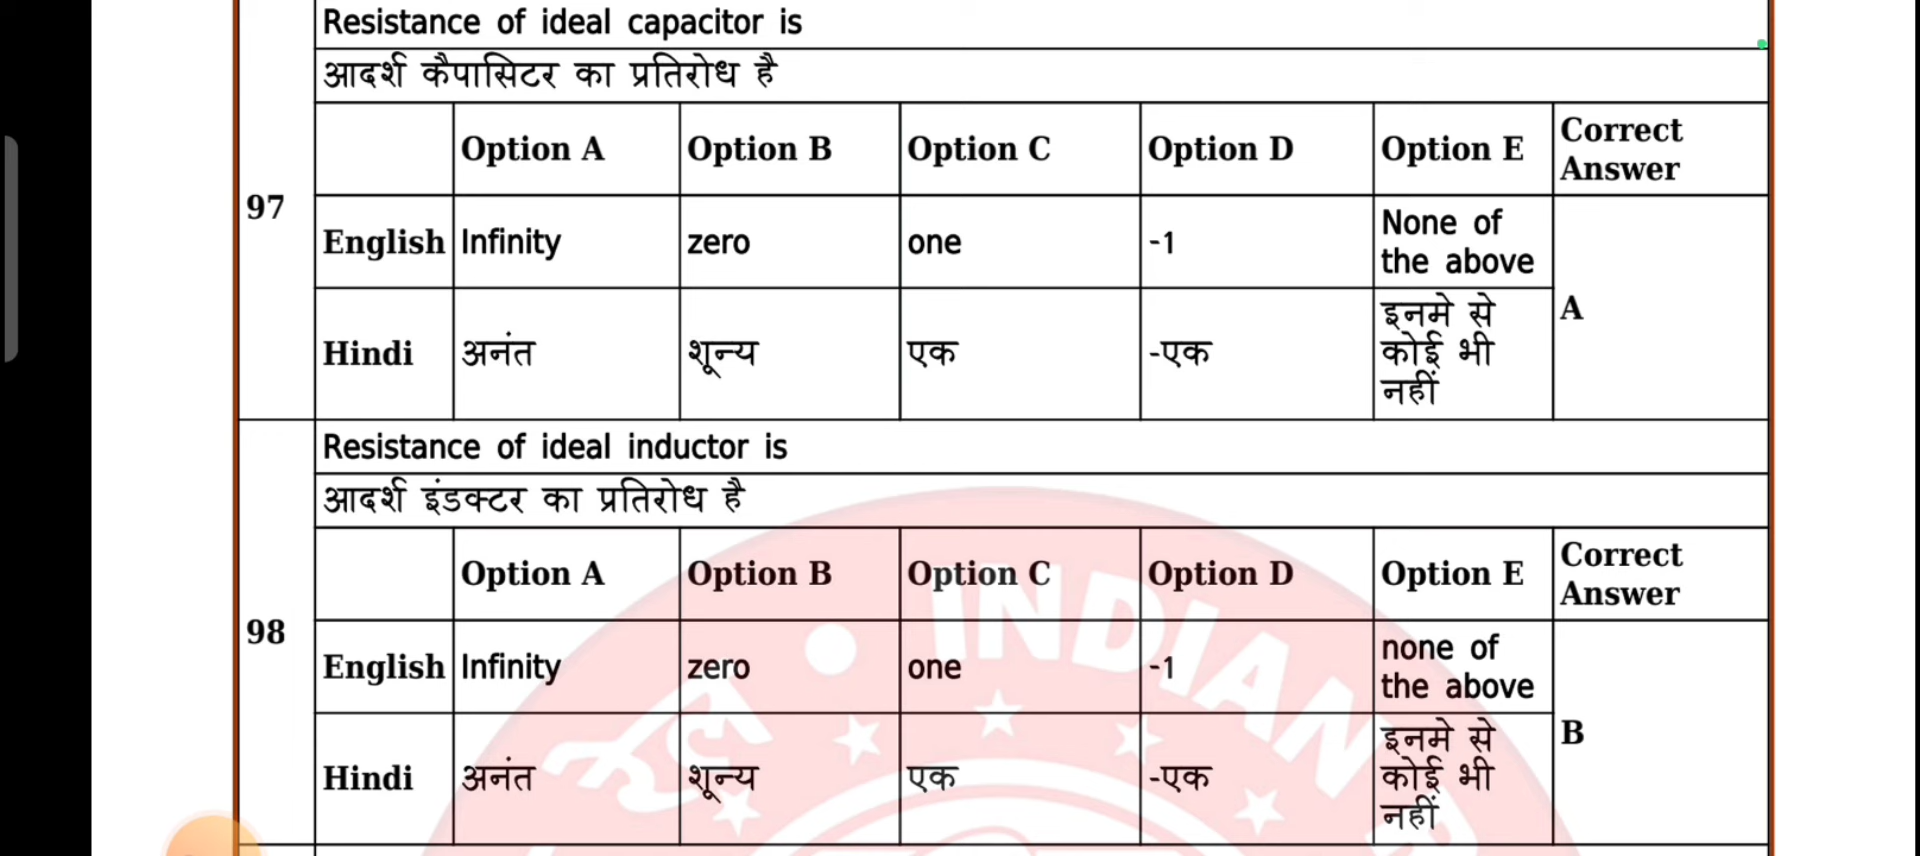 Resistance of ideal capacitor is
आदर्श कैपासिटर का प्रतिरोध है
97
Option A Option B Option C Option D Option E Correct Answer
English Infinity zero one -1 None of the above
A
Hindi अनंत शून्य एक -एक इनमे से कोई भी नहीं
Resistance of ideal inductor is
आदर्श इंडक्टर का प्रतिरोध है
98
Option A Option B Option C Option D Option E Correct Answer
English Infinity zero one -1 none of the above
B
Hindi अनंत शून्य एक -एक इनमे से कोई भी नहीं
INDIAN